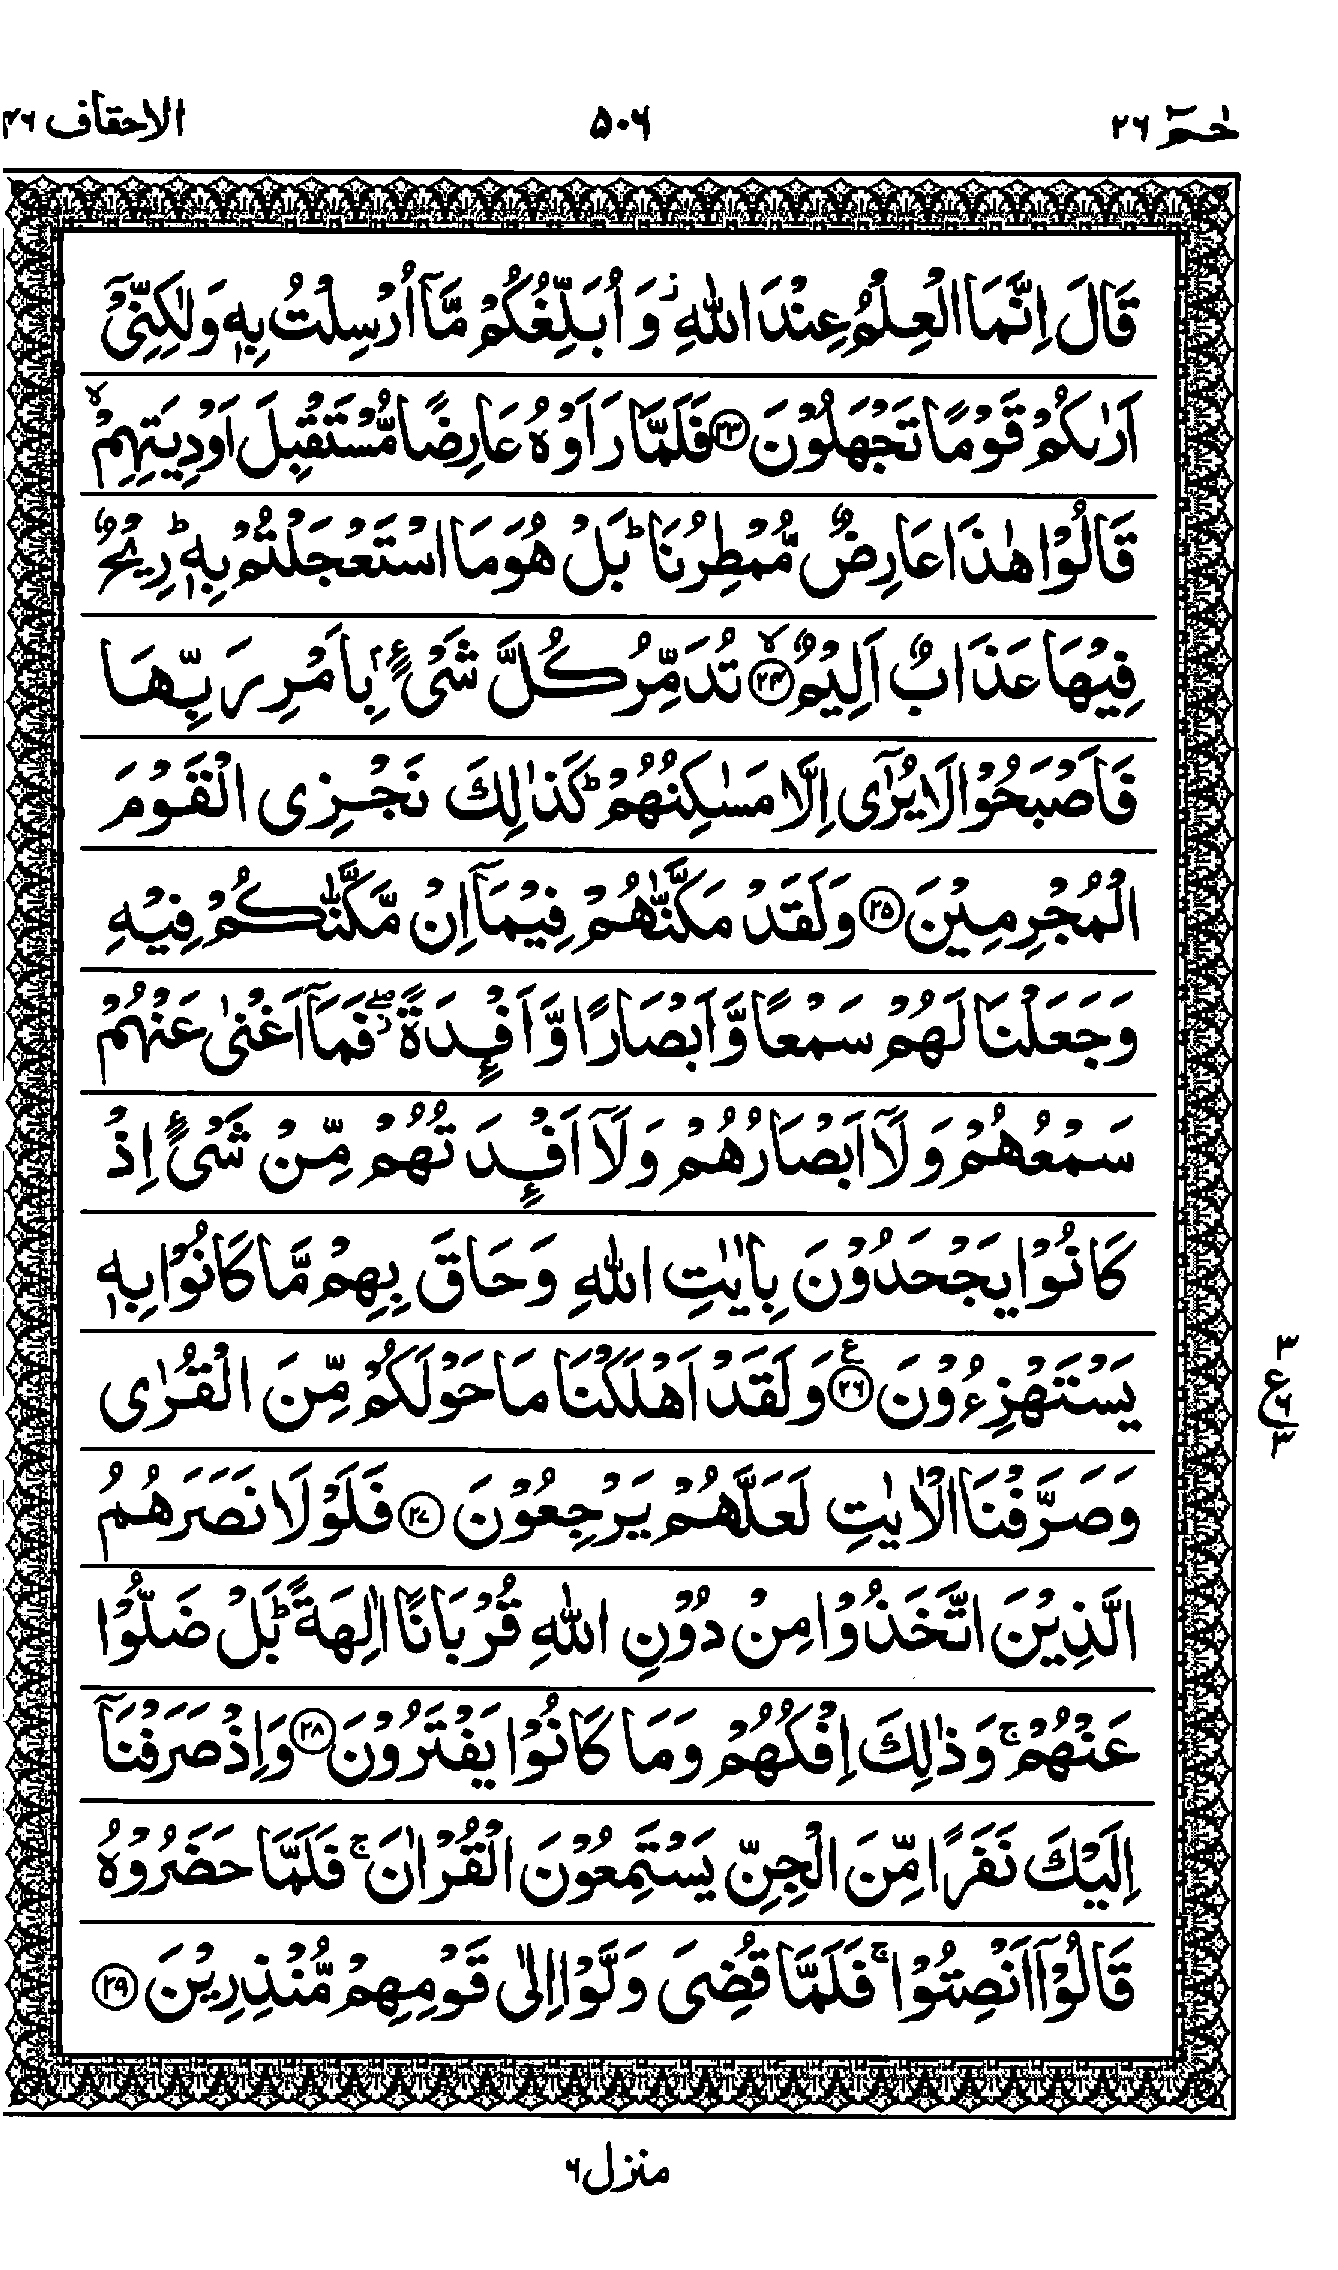 حٰمٓ ٢٦ ٥٠٦ الاحقاف ٤٦
قَالَ اِنَّمَا الْعِلْمُ عِنْدَ اللّٰهِ ۖ وَ اُبَلِّغُكُمْ مَّاۤ اُرْسِلْتُ بِهٖ وَلٰكِنِّیْۤ
اَرٰىكُمْ قَوْمًا تَجْهَلُوْنَ ﴿٢٣﴾ فَلَمَّا رَاَوْهُ عَارِضًا مُّسْتَقْبِلَ اَوْدِیَتِهِمْ ۙ
قَالُوْا هٰذَا عَارِضٌ مُّمْطِرُنَا ؕ بَلْ هُوَ مَا اسْتَعْجَلْتُمْ بِهٖ ؕ رِیْحٌ
فِیْهَا عَذَابٌ اَلِیْمٌ ﴿٢٤﴾ ۙ تُدَمِّرُ كُلَّ شَیْءٍۭ بِاَمْرِ رَبِّهَا
فَاَصْبَحُوْا لَا یُرٰۤى اِلَّا مَسٰكِنُهُمْ ؕ كَذٰلِكَ نَجْزِی الْقَوْمَ
الْمُجْرِمِیْنَ ﴿٢٥﴾ وَلَقَدْ مَكَّنّٰهُمْ فِیْمَاۤ اِنْ مَّكَّنّٰكُمْ فِیْهِ
وَجَعَلْنَا لَهُمْ سَمْعًا وَّاَبْصَارًا وَّاَفْـِٕدَةً ۖ فَمَاۤ اَغْنٰى عَنْهُمْ
سَمْعُهُمْ وَلَاۤ اَبْصَارُهُمْ وَلَاۤ اَفْـِٕدَتُهُمْ مِّنْ شَیْءٍ اِذْ
كَانُوْا یَجْحَدُوْنَ بِاٰیٰتِ اللّٰهِ وَحَاقَ بِهِمْ مَّا كَانُوْا بِهٖ
یَسْتَهْزِءُوْنَ ﴿٢٦﴾ ع وَلَقَدْ اَهْلَكْنَا مَا حَوْلَكُمْ مِّنَ الْقُرٰى
٣ ع ٦ ٣
وَصَرَّفْنَا الْاٰیٰتِ لَعَلَّهُمْ یَرْجِعُوْنَ ﴿٢٧﴾ فَلَوْلَا نَصَرَهُمُ
الَّذِیْنَ اتَّخَذُوْا مِنْ دُوْنِ اللّٰهِ قُرْبَانًا اٰلِهَةً ؕ بَلْ ضَلُّوْا
عَنْهُمْ ۚ وَذٰلِكَ اِفْكُهُمْ وَمَا كَانُوْا یَفْتَرُوْنَ ﴿٢٨﴾ وَاِذْ صَرَفْنَاۤ
اِلَیْكَ نَفَرًا مِّنَ الْجِنِّ یَسْتَمِعُوْنَ الْقُرْاٰنَ ۚ فَلَمَّا حَضَرُوْهُ
قَالُوْۤا اَنْصِتُوْا ۚ فَلَمَّا قُضِیَ وَلَّوْا اِلٰى قَوْمِهِمْ مُّنْذِرِیْنَ ﴿٢٩﴾
منزل ٦